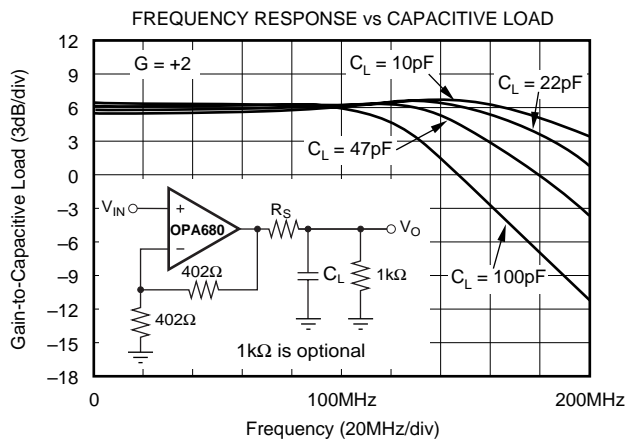 FREQUENCY RESPONSE vs CAPACITIVE LOAD
Gain-to-Capacitive Load (3dB/div)
12
9
6
3
0
–3
–6
–9
–12
–15
–18
G = +2
C_L = 10pF
C_L = 22pF
C_L = 47pF
C_L = 100pF
V_IN
+
–
OPA680
R_S
V_O
402Ω
C_L
1kΩ
402Ω
1kΩ is optional
0
100MHz
200MHz
Frequency (20MHz/div)